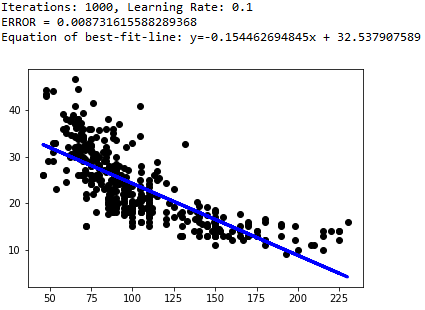 Iterations: 1000, Learning Rate: 0.1
ERROR = 0.008731615588289368
Equation of best-fit-line: y=-0.154462694845x + 32.537907589
40
30
20
10
50 75 100 125 150 175 200 225